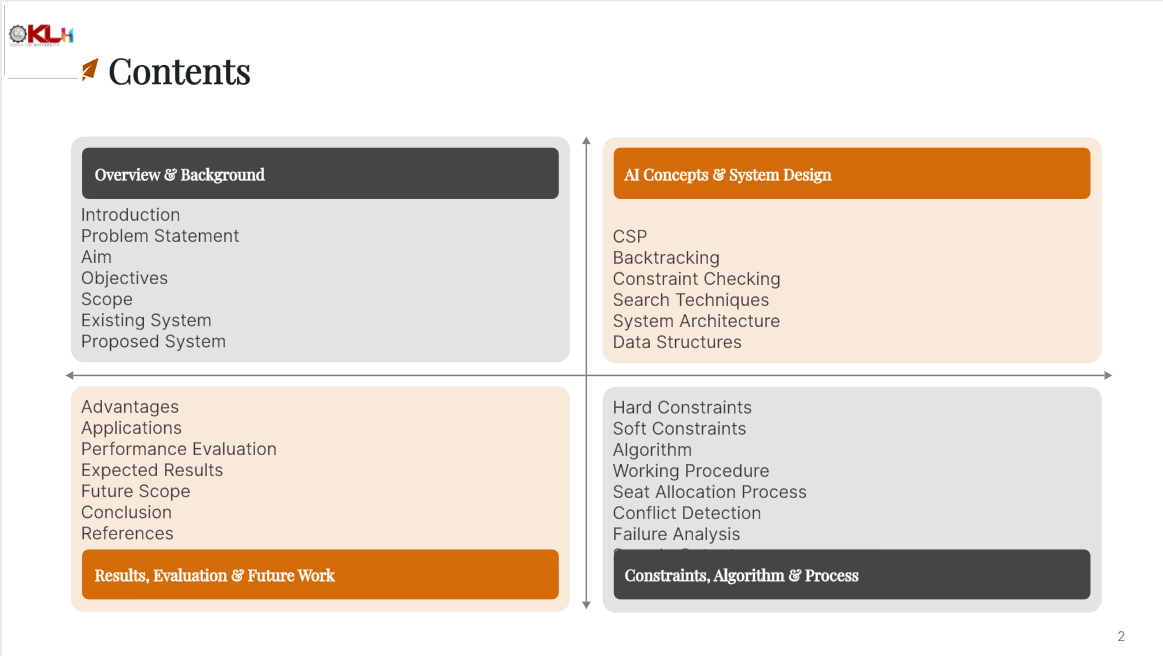 KLH
Contents
Overview & Background
Introduction
Problem Statement
Aim
Objectives
Scope
Existing System
Proposed System
AI Concepts & System Design
CSP
Backtracking
Constraint Checking
Search Techniques
System Architecture
Data Structures
Advantages
Applications
Performance Evaluation
Expected Results
Future Scope
Conclusion
References
Results, Evaluation & Future Work
Hard Constraints
Soft Constraints
Algorithm
Working Procedure
Seat Allocation Process
Conflict Detection
Failure Analysis
Constraints, Algorithm & Process
2